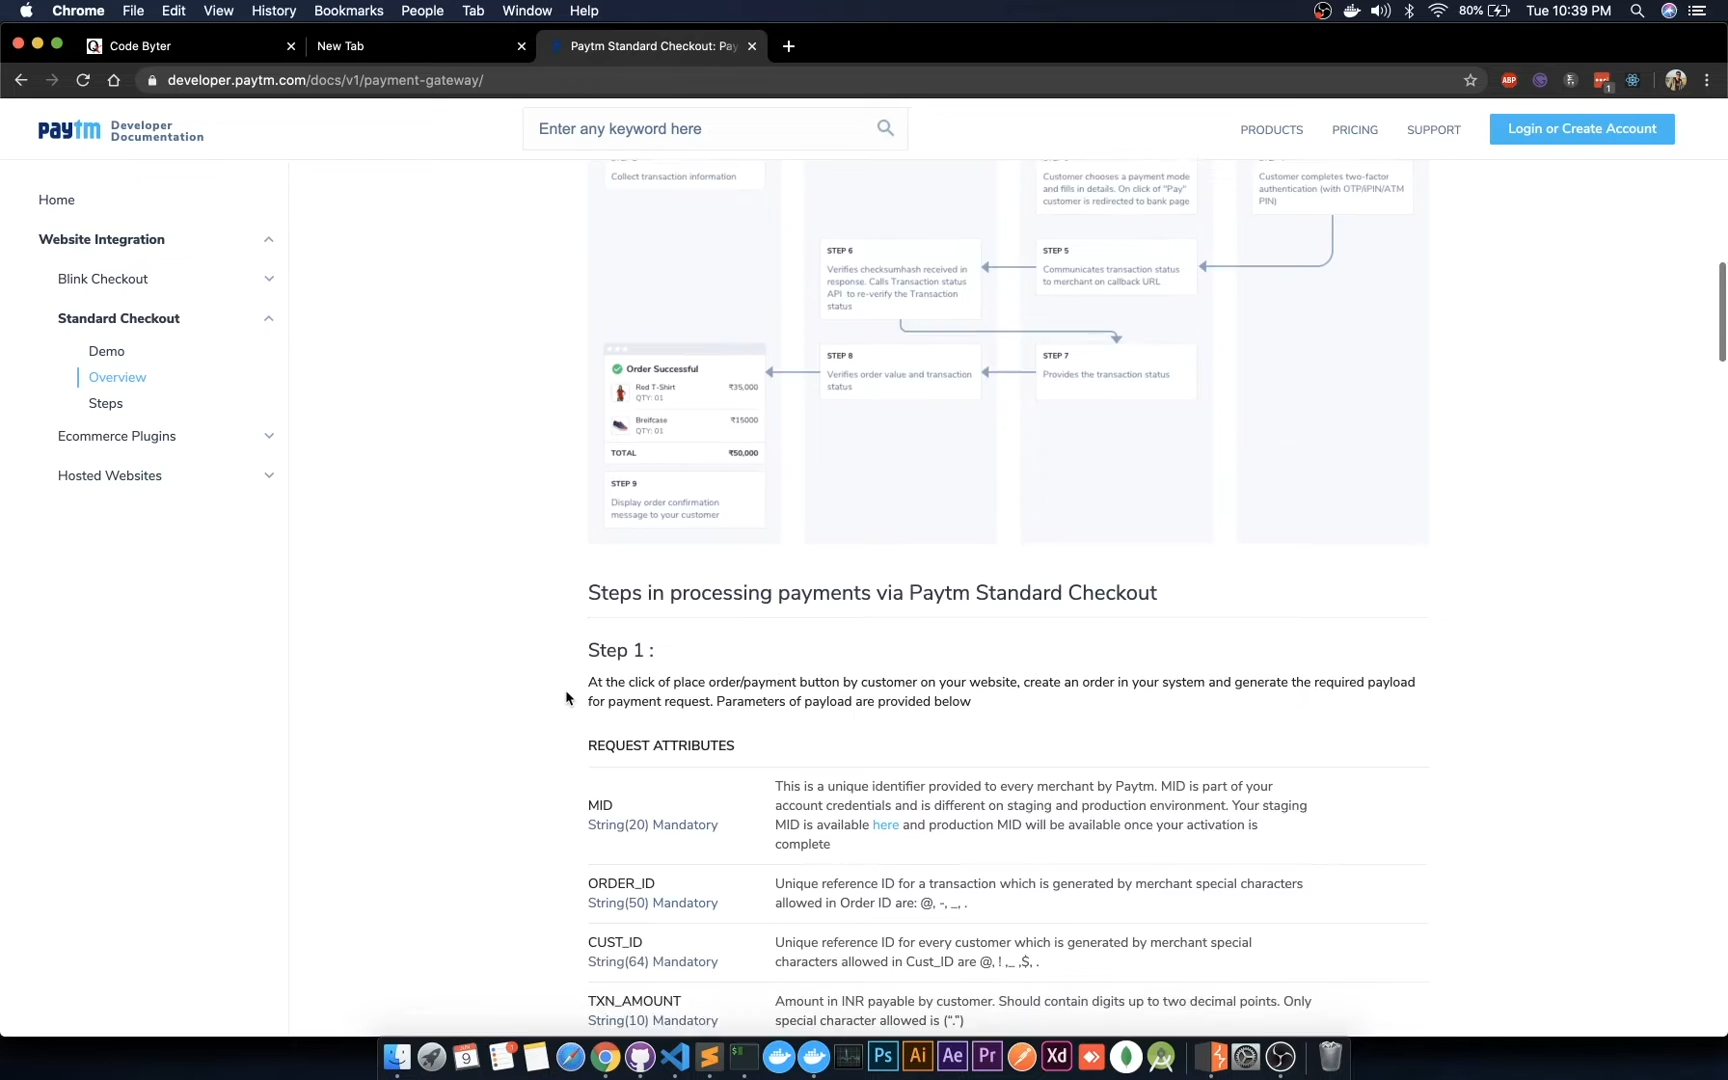 Chrome File Edit View History Bookmarks People Tab Window Help 80% Tue 10:39 PM
Code Byter New Tab Paytm Standard Checkout: Pay
developer.paytm.com/docs/v1/payment-gateway/ ABP 1
paytm Developer
Documentation
Enter any keyword here
PRODUCTS PRICING SUPPORT Login or Create Account
Home
Website Integration
Blink Checkout
Standard Checkout
Demo
Overview
Steps
Ecommerce Plugins
Hosted Websites
Collect transaction information
Customer chooses a payment mode
and fills in details. On click of "Pay"
customer is redirected to bank page
Customer completes two-factor
authentication (with OTP/IPIN/ATM
PIN)
STEP 6
Verifies checksumhash received in
response. Calls Transaction status
API to re-verify the Transaction
status
STEP 5
Communicates transaction status
to merchant on callback URL
Order Successful
Red T-Shirt ₹35,000
QTY: 01
Breifcase ₹15000
QTY: 01
TOTAL ₹50,000
STEP 8
Verifies order value and transaction
status
STEP 7
Provides the transaction status
STEP 9
Display order confirmation
message to your customer
Steps in processing payments via Paytm Standard Checkout
Step 1 :
At the click of place order/payment button by customer on your website, create an order in your system and generate the required payload
for payment request. Parameters of payload are provided below
REQUEST ATTRIBUTES
MID
String(20) Mandatory
This is a unique identifier provided to every merchant by Paytm. MID is part of your
account credentials and is different on staging and production environment. Your staging
MID is available here and production MID will be available once your activation is
complete
ORDER_ID
String(50) Mandatory
Unique reference ID for a transaction which is generated by merchant special characters
allowed in Order ID are: @, -, _, .
CUST_ID
String(64) Mandatory
Unique reference ID for every customer which is generated by merchant special
characters allowed in Cust_ID are @, ! ,_ ,$, .
TXN_AMOUNT
String(10) Mandatory
Amount in INR payable by customer. Should contain digits up to two decimal points. Only
special character allowed is (“.”)
9 1 Ps Ai Ae Pr Xd